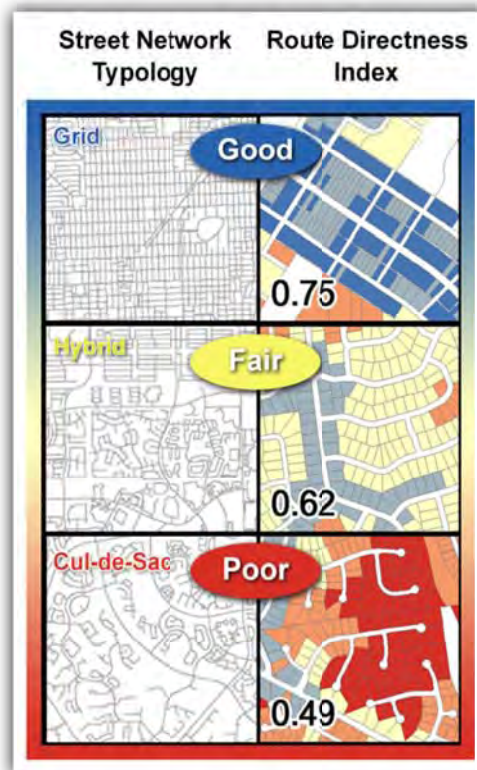 Street Network
Typology
Route Directness
Index
Grid
Good
0.75
Hybrid
Fair
0.62
Cul-de-Sac
Poor
0.49